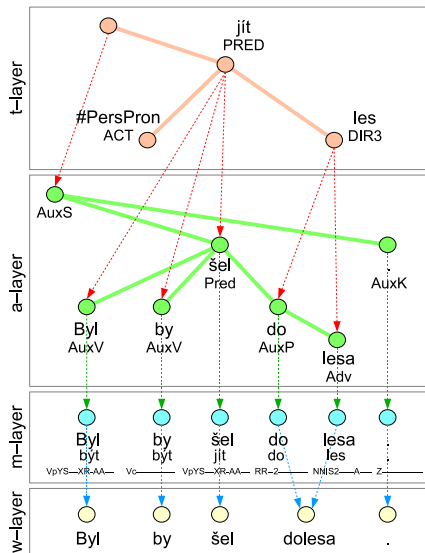 t-layer
jít
PRED
#PersPron
ACT
les
DIR3
a-layer
AuxS
šel
Pred
.
AuxK
Byl
AuxV
by
AuxV
do
AuxP
lesa
Adv
m-layer
Byl by šel do lesa .
být být jít do les .
VpYS---XR-AA--- Vc------------- VpYS---XR-AA--- RR--2---------- NNIS2-----A---- Z--------------
w-layer
Byl by šel dolesa .